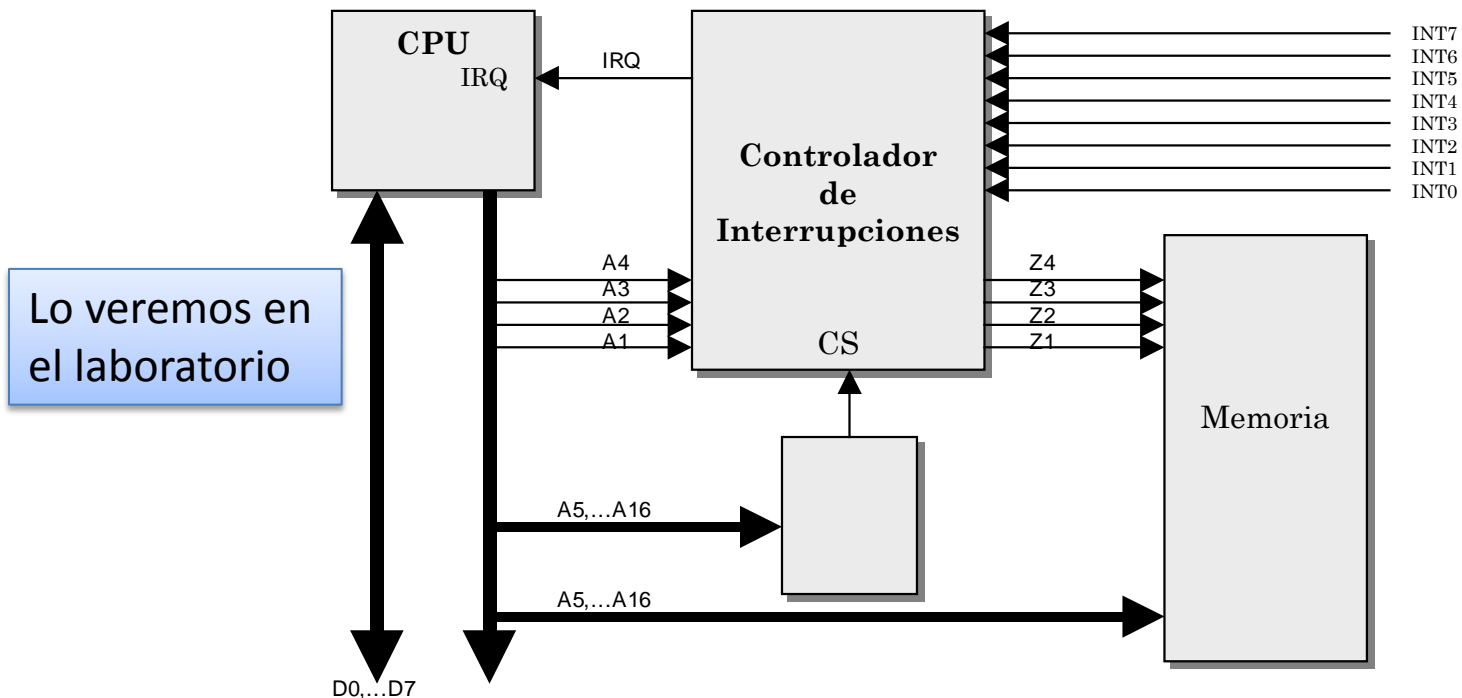 CPU
IRQ
IRQ
Controlador
de
Interrupciones
CS
INT7
INT6
INT5
INT4
INT3
INT2
INT1
INT0
A4
A3
A2
A1
Z4
Z3
Z2
Z1
Lo veremos en
el laboratorio
Memoria
A5,...A16
A5,...A16
D0,...D7